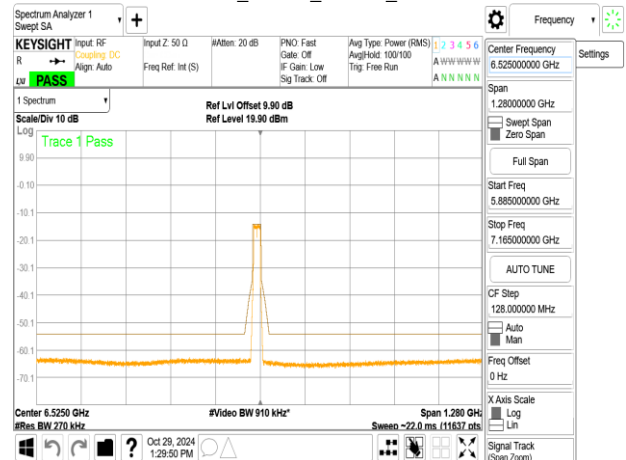 Spectrum Analyzer 1
Swept SA
Frequency
KEYSIGHT
R
LXI
PASS
Input: RF
Coupling: DC
Align: Auto
Input Z: 50 Ω
Freq Ref: Int (S)
#Atten: 20 dB
PNO: Fast
Gate: Off
IF Gain: Low
Sig Track: Off
Avg Type: Power (RMS)
Avg|Hold: 100/100
Trig: Free Run
1 2 3 4 5 6
A W W W W W
A N N N N N
Settings
1 Spectrum
Scale/Div 10 dB
Ref Lvl Offset 9.90 dB
Ref Level 19.90 dBm
Log
Trace 1 Pass
9.90
-0.10
-10.1
-20.1
-30.1
-40.1
-50.1
-60.1
-70.1
Center 6.5250 GHz
#Video BW 910 kHz*
Span 1.280 GHz
#Res BW 270 kHz
Sweep ~22.0 ms (11637 pts
Oct 29, 2024
1:29:50 PM
Center Frequency
6.525000000 GHz
Span
1.28000000 GHz
Swept Span
Zero Span
Full Span
Start Freq
5.885000000 GHz
Stop Freq
7.165000000 GHz
AUTO TUNE
CF Step
128.000000 MHz
Auto
Man
Freq Offset
0 Hz
X Axis Scale
Log
Lin
Signal Track
(Span Zoom)